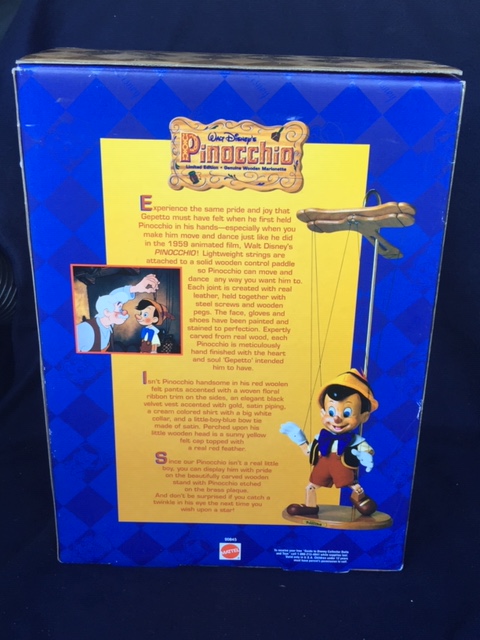 Walt Disney's
Pinocchio
Limited Edition • Genuine Wooden Marionette
Experience the same pride and joy that
Gepetto must have felt when he first held
Pinocchio in his hands—especially when you
make him move and dance just like he did
in the 1959 animated film, Walt Disney's
PINOCCHIO! Lightweight strings are
attached to a solid wooden control paddle
so Pinocchio can move and
dance any way you want him to.
Each joint is created with real
leather, held together with
steel screws and wooden
pegs. The face, gloves and
shoes have been painted and
stained to perfection. Expertly
carved from real wood, each
Pinocchio is meticulously
hand finished with the heart
and soul 'Gepetto' intended
him to have.
Isn't Pinocchio handsome in his red woolen
felt pants accented with a woven floral
ribbon trim on the sides, an elegant black
velvet vest accented with gold, satin piping,
a cream colored shirt with a big white
collar, and a little-boy-blue bow tie
made of satin. Perched upon his
little wooden head is a sunny yellow
felt cap topped with
a real red feather.
Since our Pinocchio isn't a real little
boy, you can display him with pride
on the beautifully carved wooden
stand with Pinocchio etched
on the brass plaque.
And don't be surprised if you catch a
twinkle in his eye the next time you
wish upon a star!
MATTEL